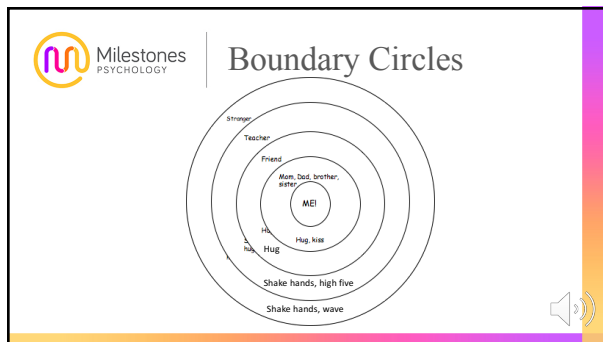 Milestones
PSYCHOLOGY
Boundary Circles
Stranger
Teacher
Friend
Mom, Dad, brother,
sister
ME!
Hug, kiss
Hug
Shake hands, high five
Shake hands, wave